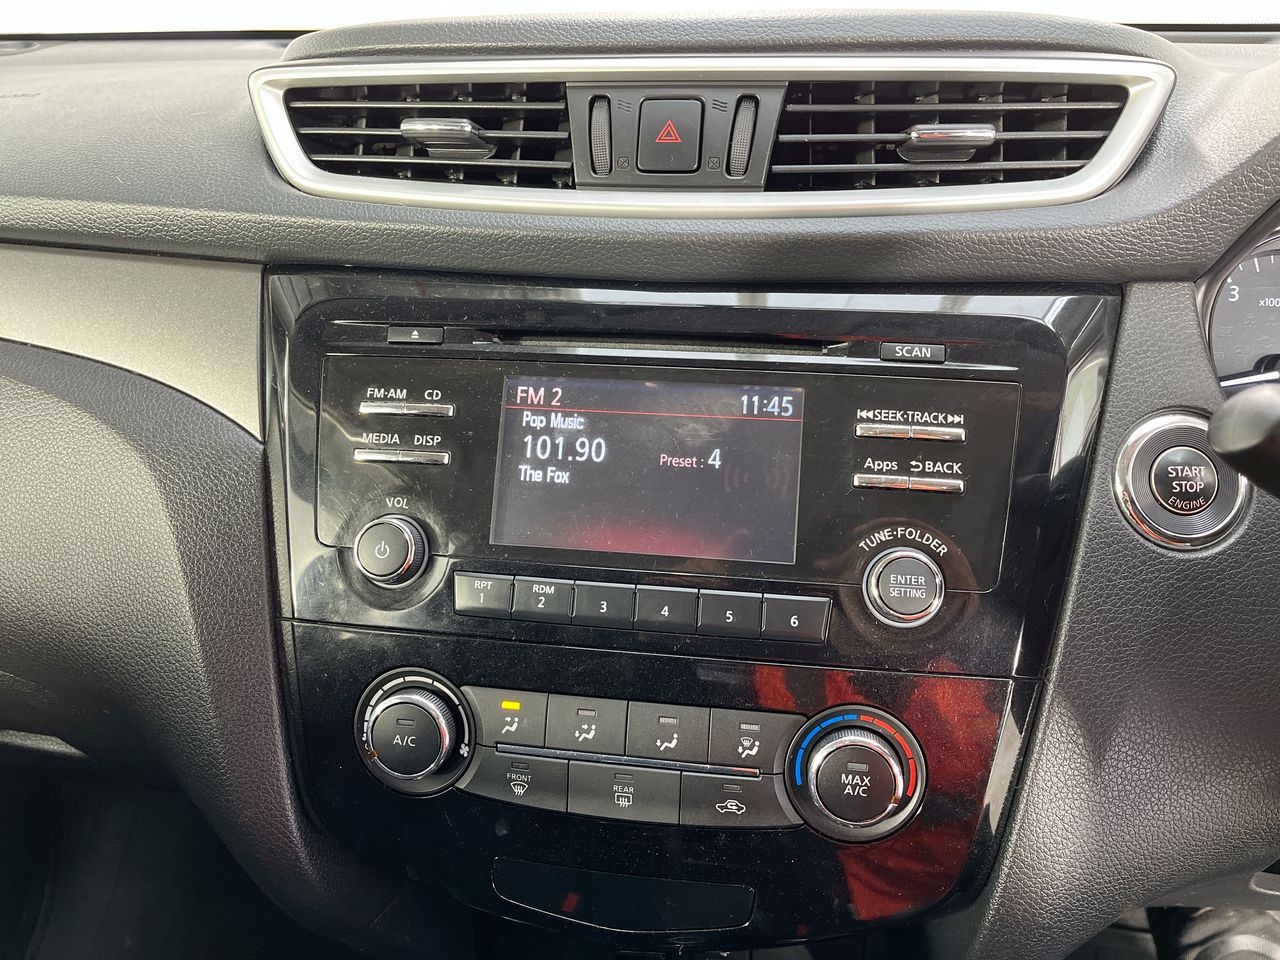 SCAN
FM·AM CD
MEDIA DISP
VOL
FM 2 11:45
Pop Music
101.90
Preset : 4
The Fox
SEEK·TRACK
Apps BACK
TUNE·FOLDER
ENTER
SETTING
RPT
1
RDM
2
3
4
5
6
START
STOP
ENGINE
3
x100
A/C
FRONT
REAR
MAX
A/C